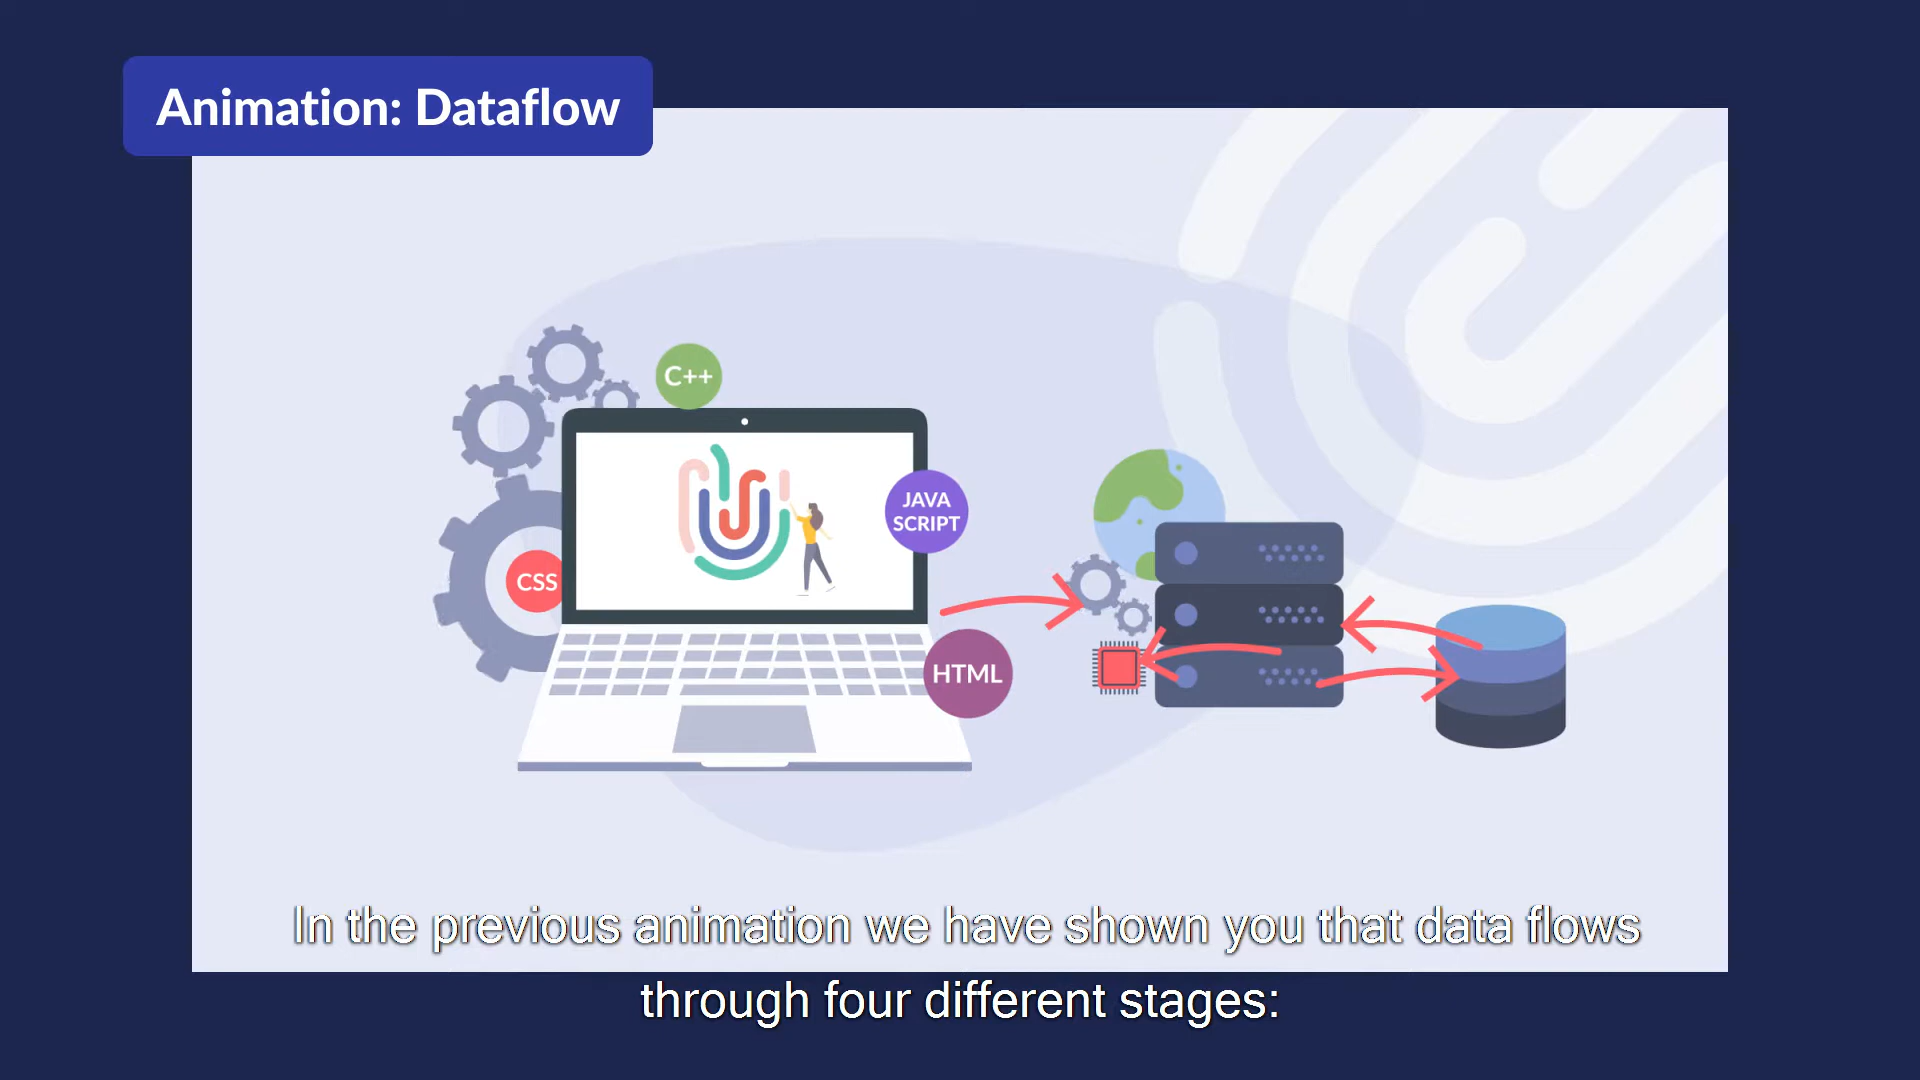 Animation: Dataflow
C++
JAVA
SCRIPT
CSS
HTML
In the previous animation we have shown you that data flows
through four different stages: